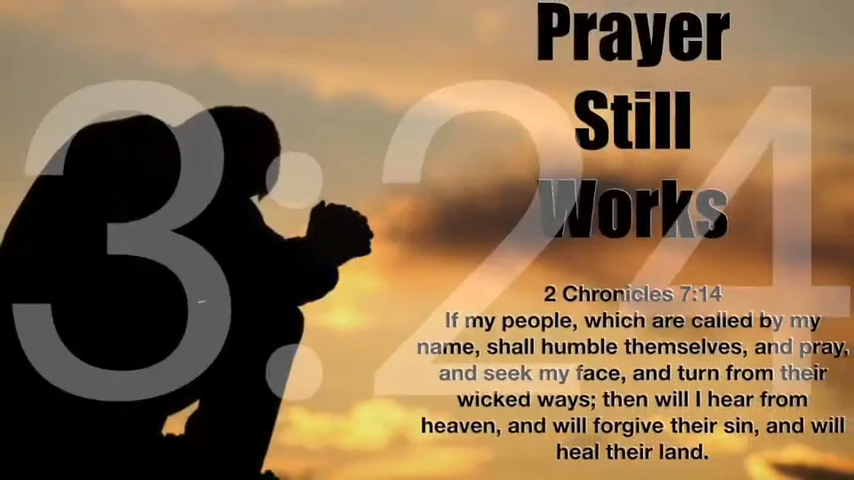 Prayer
Still
Works
3:24
2 Chronicles 7:14
If my people, which are called by my
name, shall humble themselves, and pray,
and seek my face, and turn from their
wicked ways; then will I hear from
heaven, and will forgive their sin, and will
heal their land.